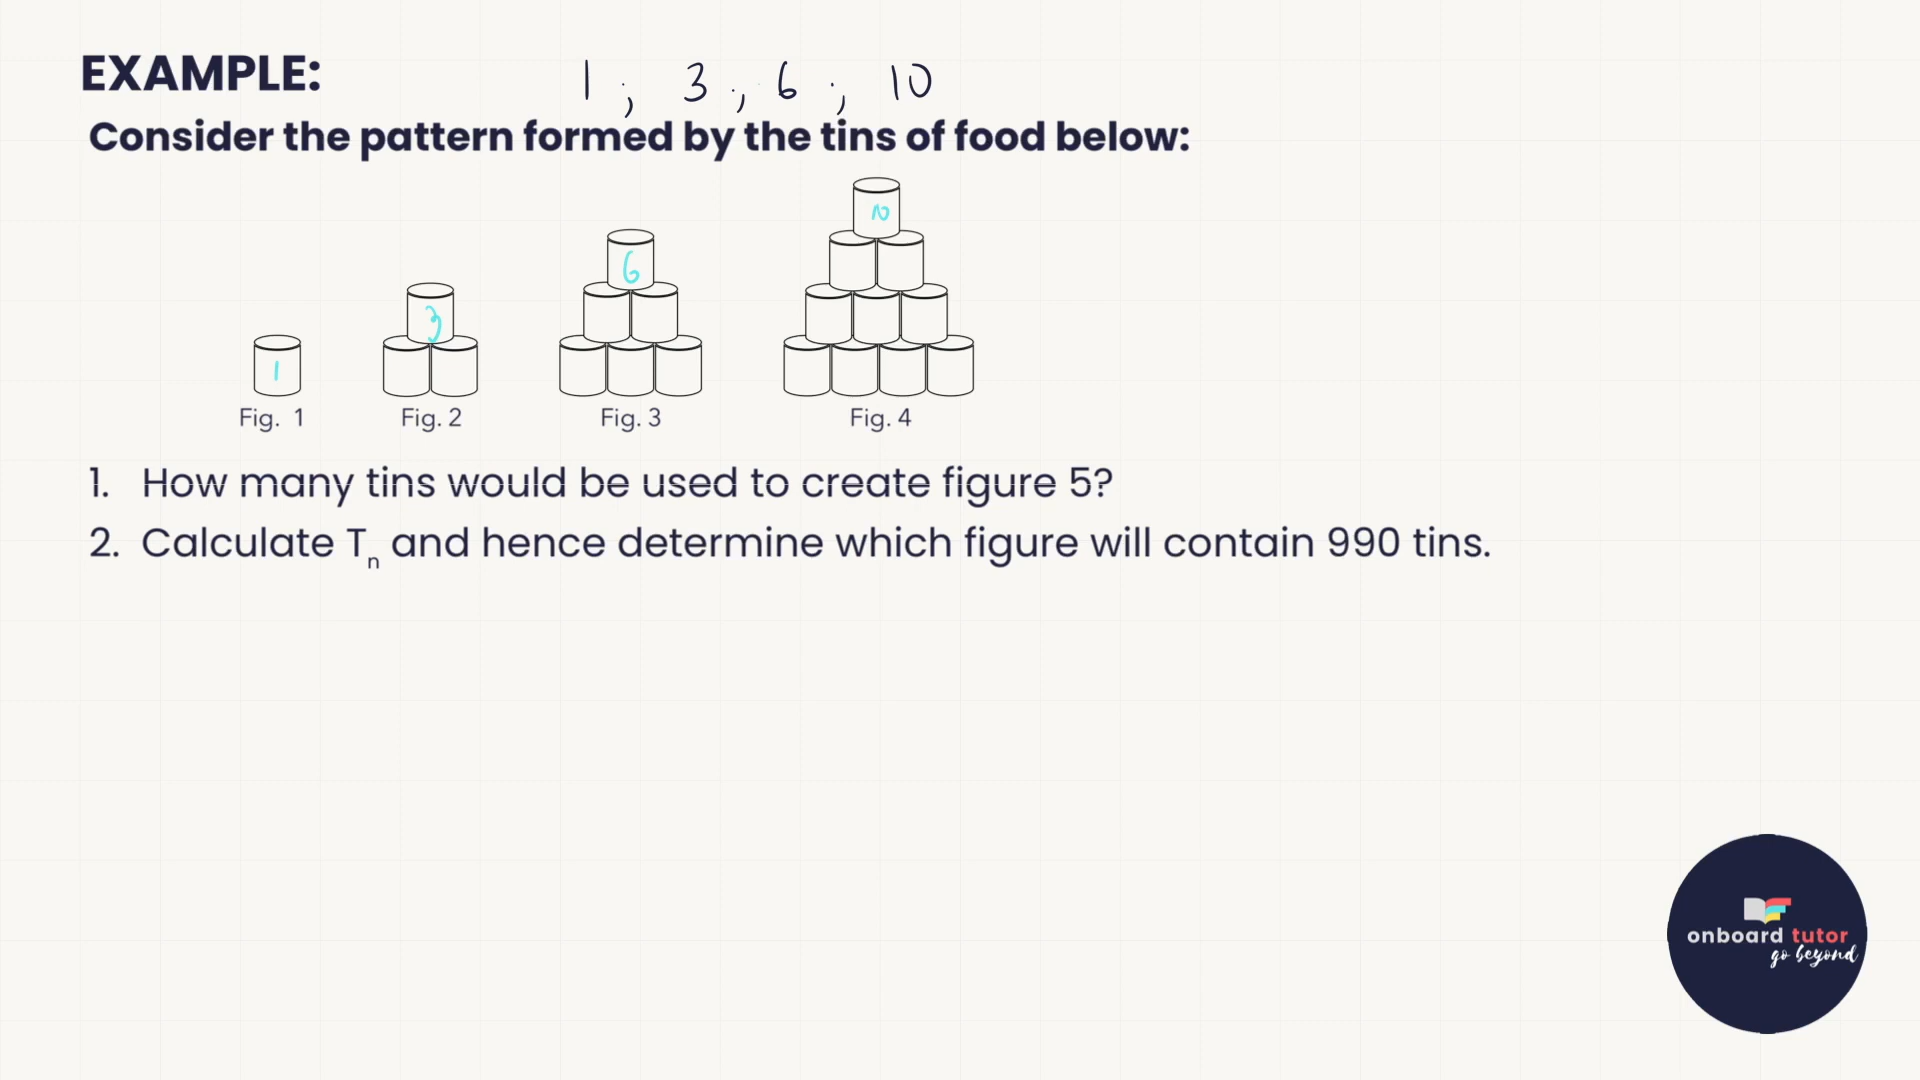 EXAMPLE:
1 ; 3 ; 6 ; 10
Consider the pattern formed by the tins of food below:
1
3
6
10
Fig. 1
Fig. 2
Fig. 3
Fig. 4
1. How many tins would be used to create figure 5?
2. Calculate Tn and hence determine which figure will contain 990 tins.
onboard tutor
go beyond